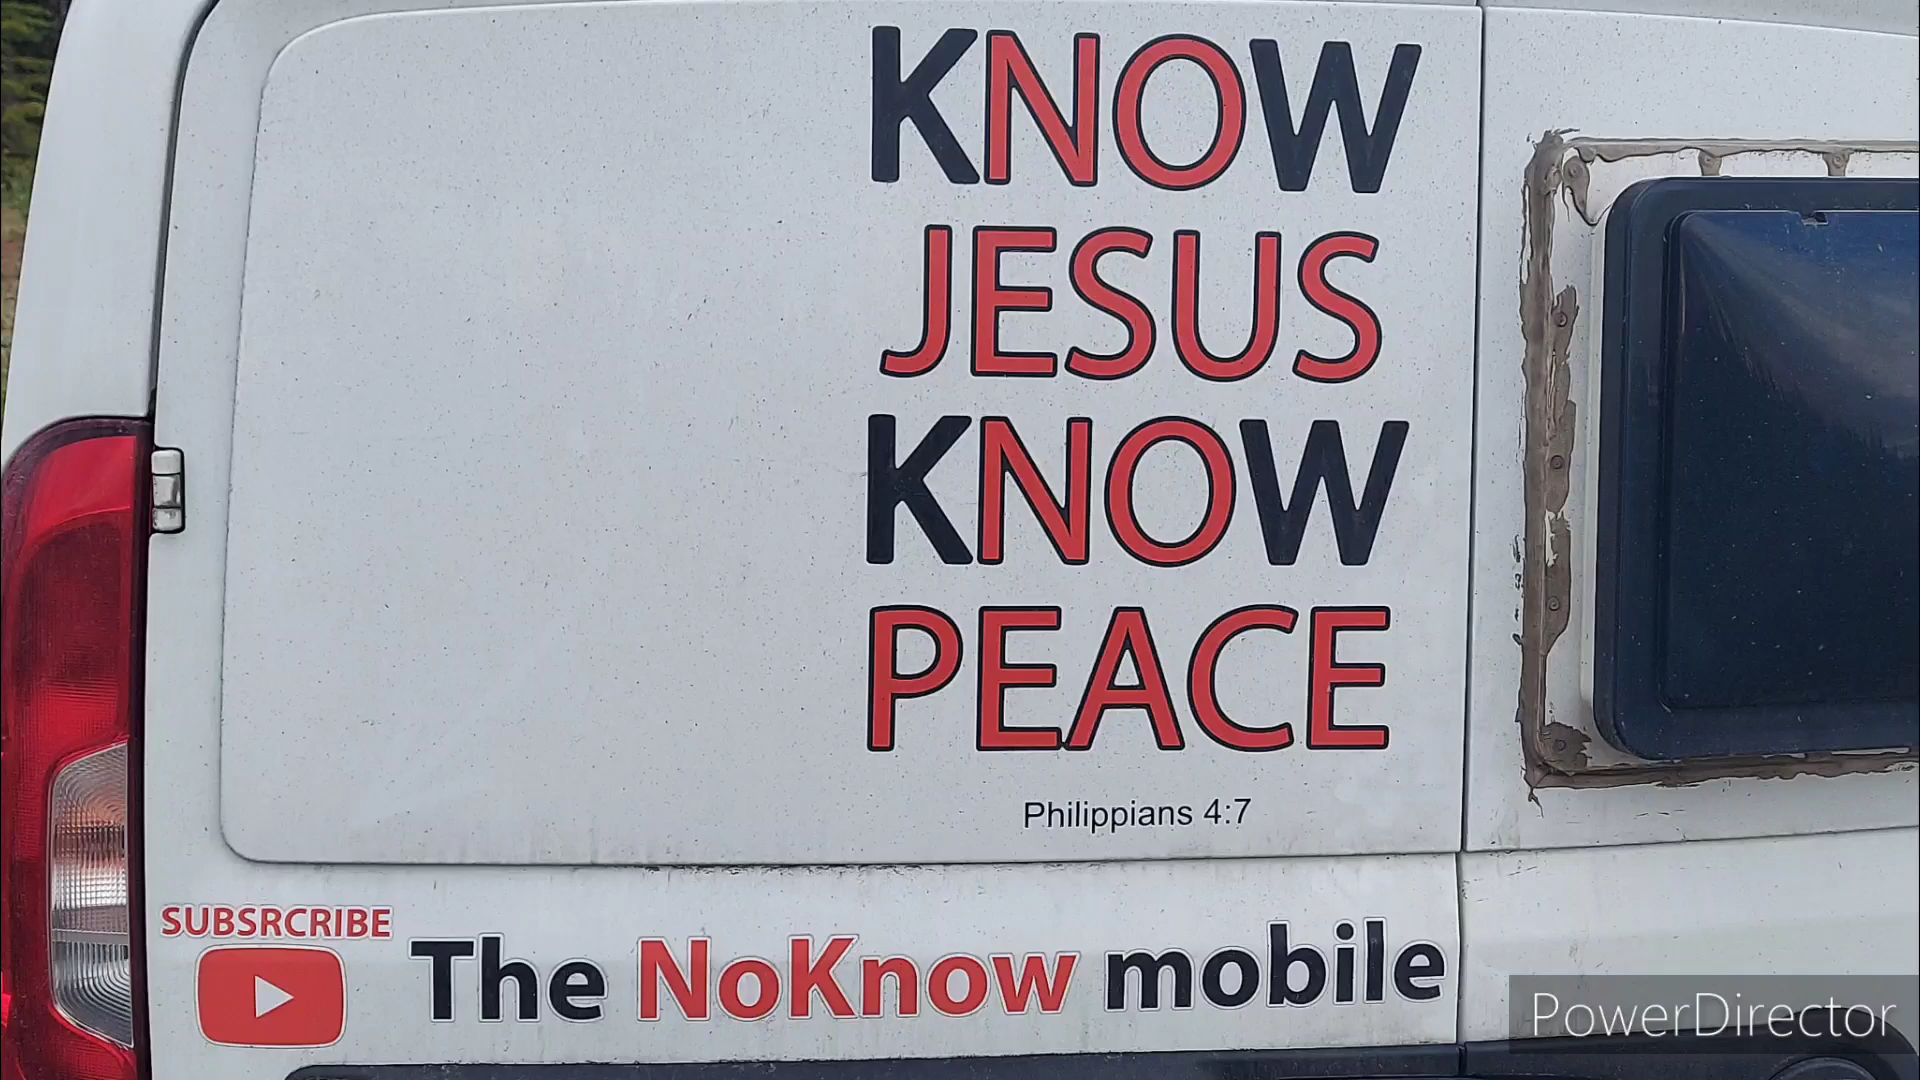 KNOW
JESUS
KNOW
PEACE
Philippians 4:7
SUBSRCRIBE
The NoKnow mobile
PowerDirector